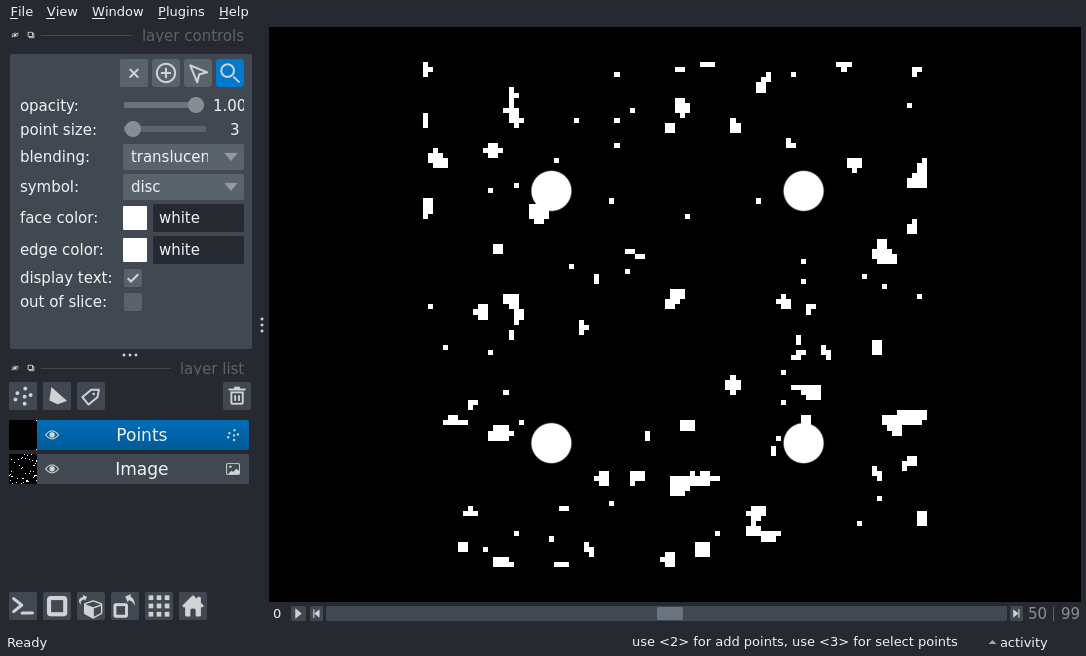 File View Window Plugins Help
layer controls
opacity: 1.00
point size: 3
blending: translucen
symbol: disc
face color: white
edge color: white
display text:
out of slice:
layer list
Points
Image
0 50 | 99
Ready use <2> for add points, use <3> for select points activity